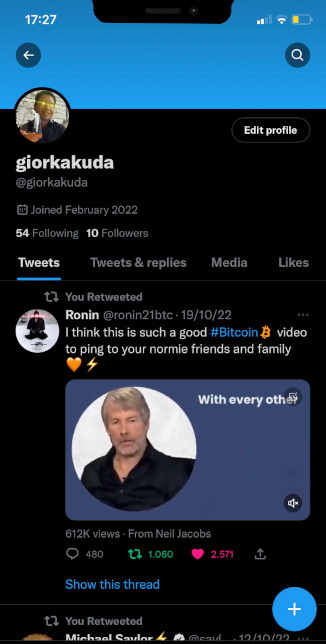 17:27
Edit profile
giorkakuda
@giorkakuda
Joined February 2022
54 Following 10 Followers
Tweets Tweets & replies Media Likes
You Retweeted
Ronin @ronin21btc · 19/10/22
I think this is such a good #Bitcoin video
to ping to your normie friends and family
🧡⚡
With every other
612K views · From Neil Jacobs
480 1.060 2.571
Show this thread
You Retweeted
Michael Saylor⚡ @sayl… · 12/10/22